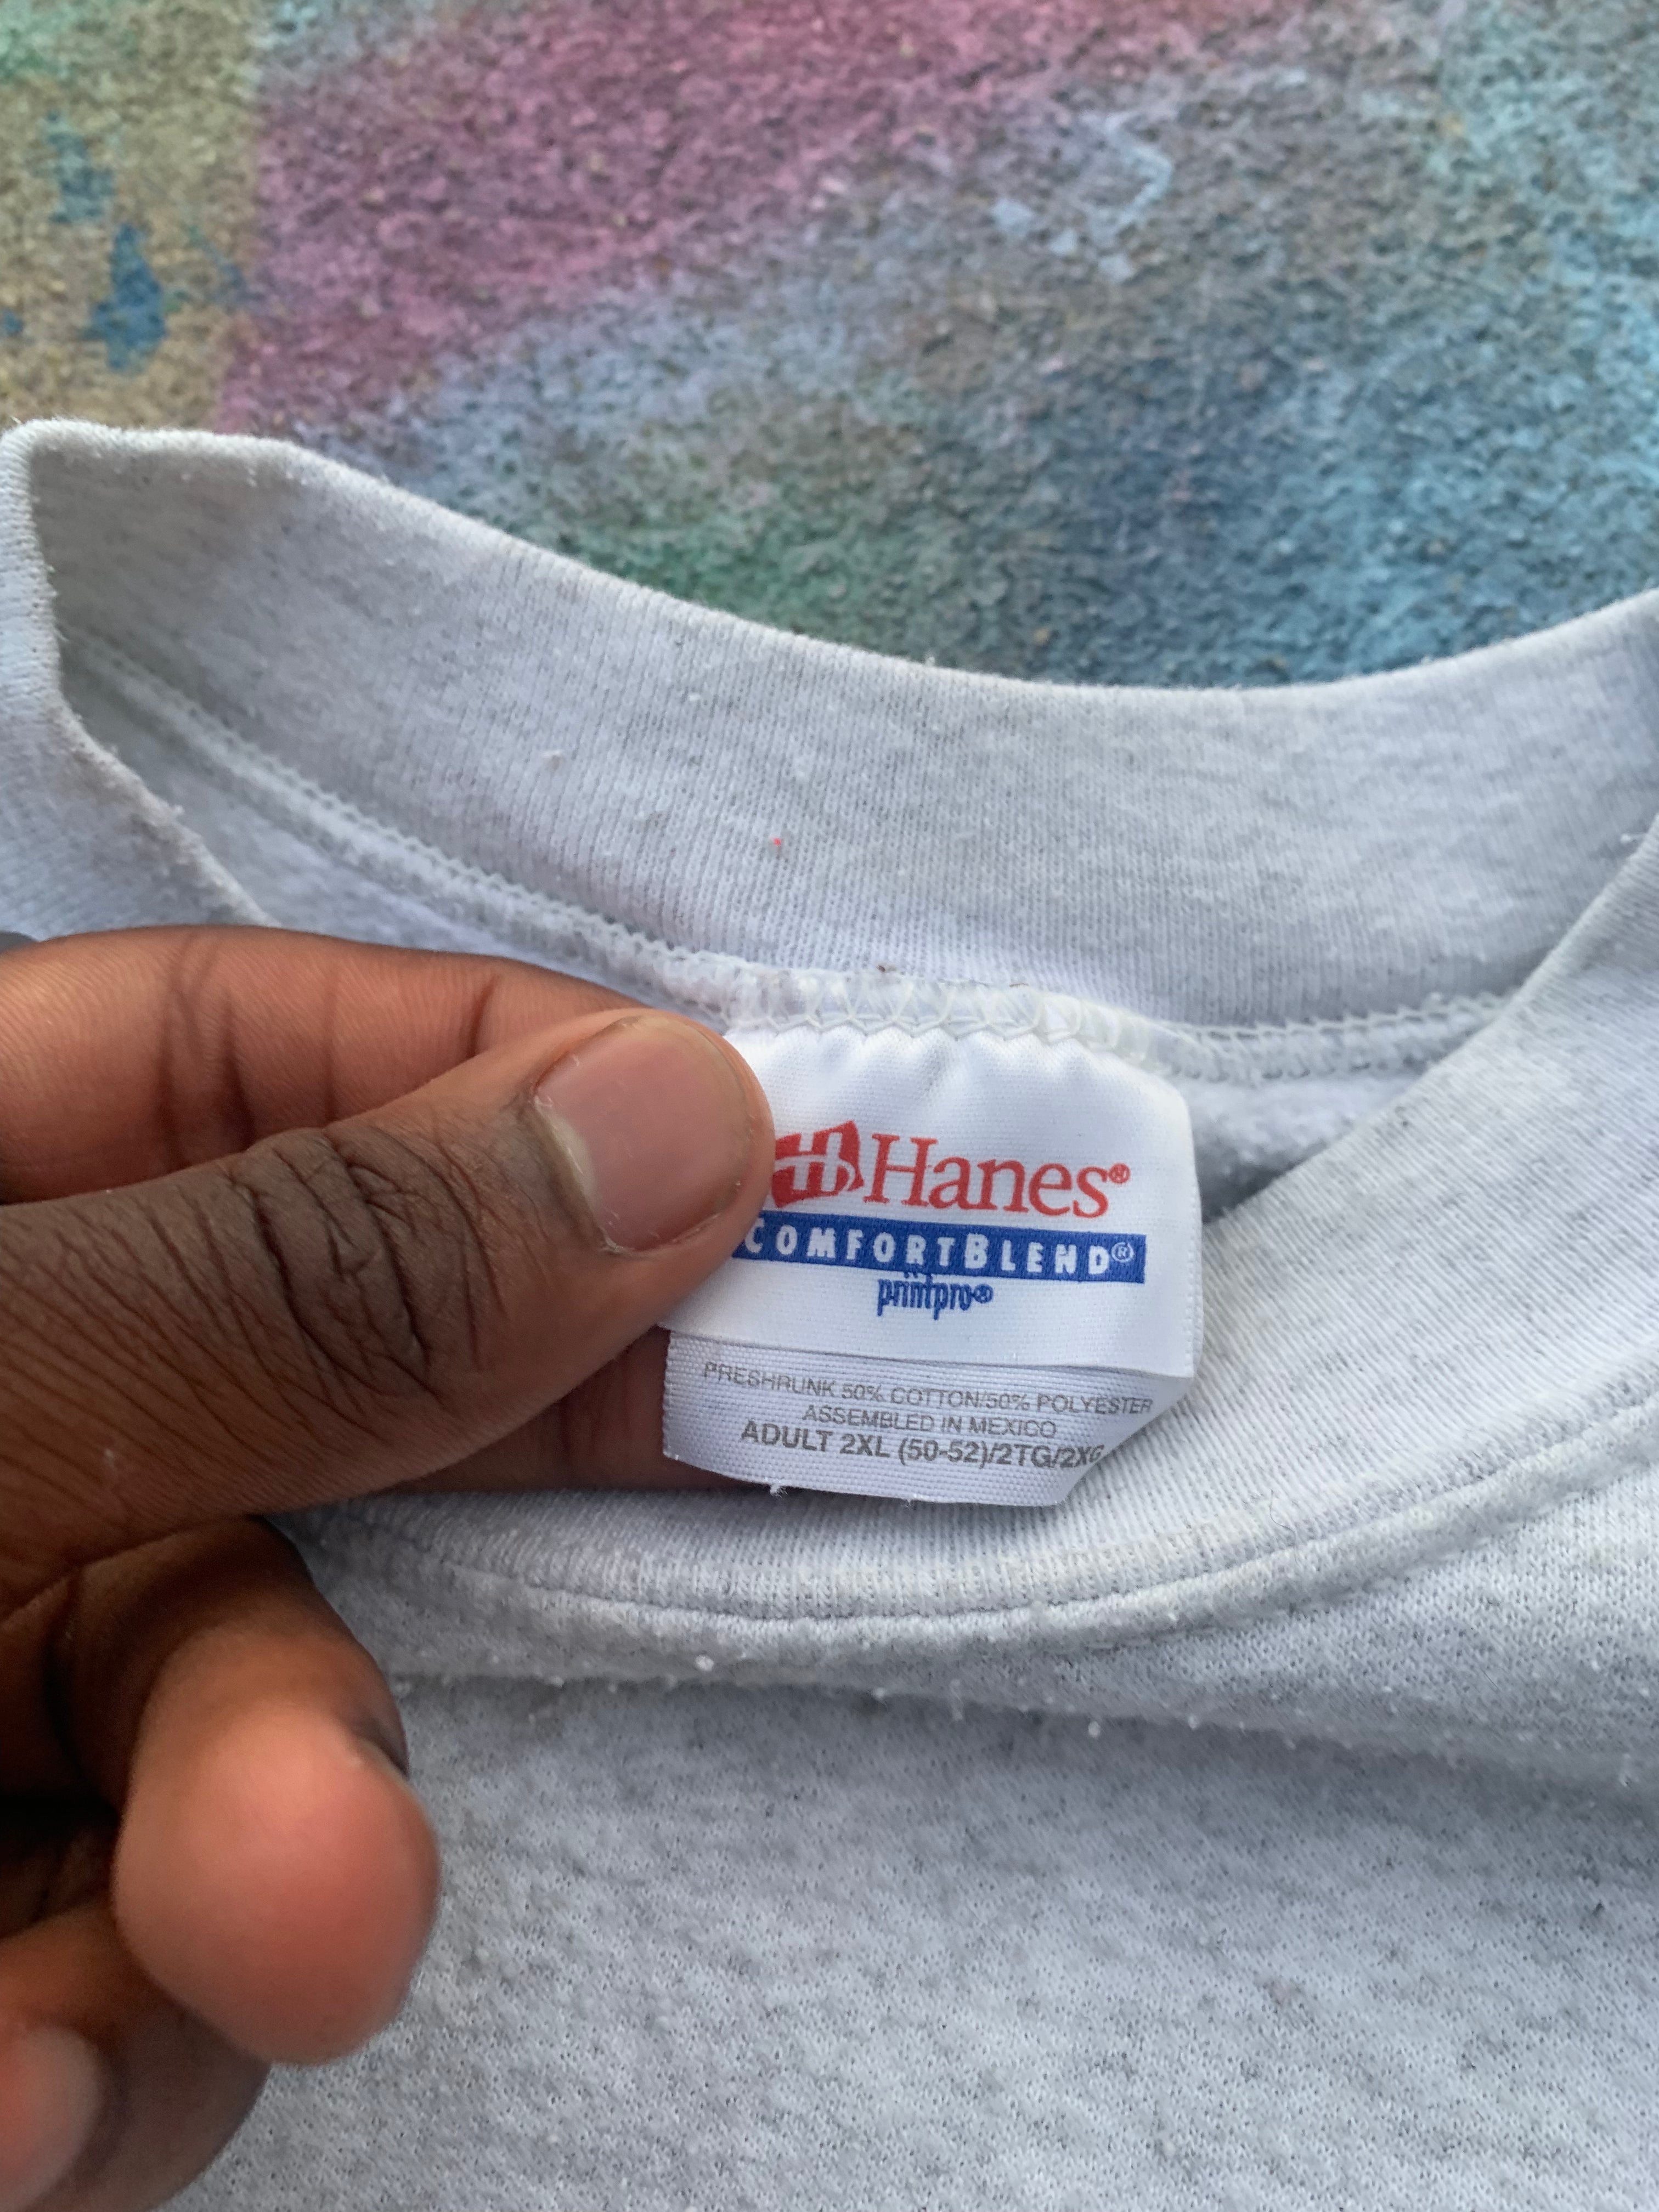 Hanes®
COMFORTBLEND®
printpro®
PRESHRUNK 50% COTTON/50% POLYESTER
ASSEMBLED IN MEXICO
ADULT 2XL (50-52)/2TG/2XG